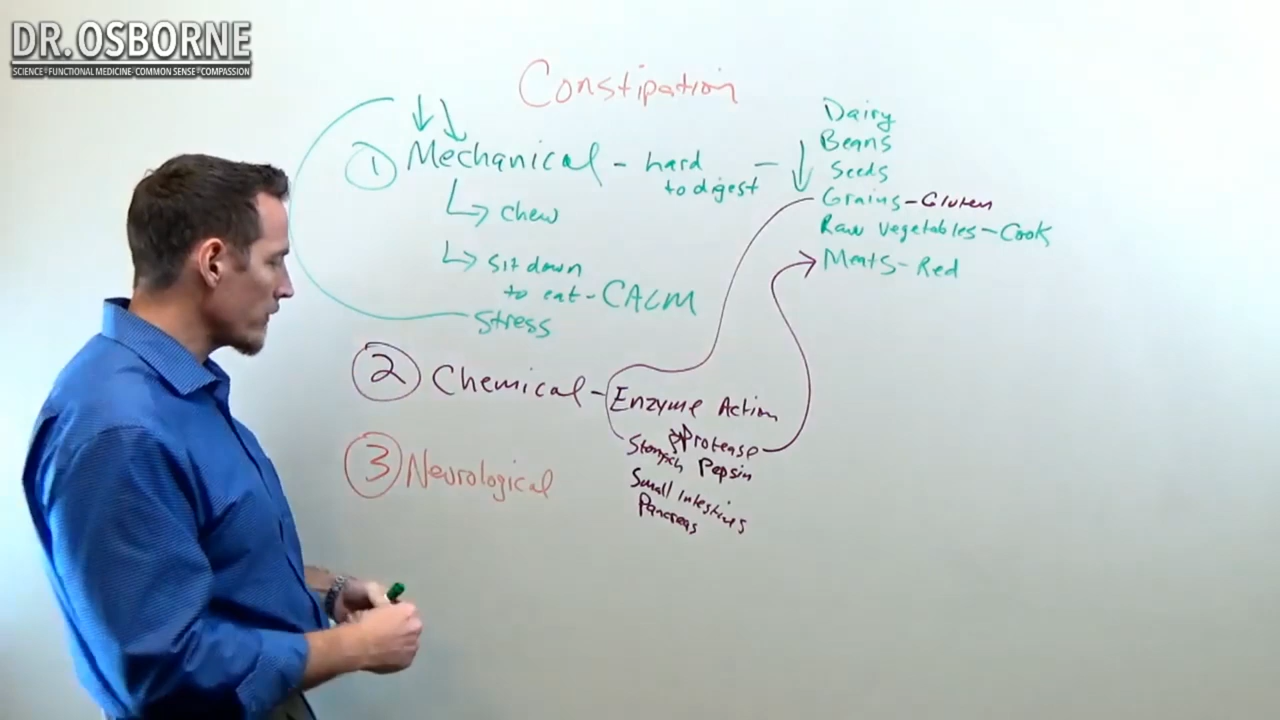 DR. OSBORNE
SCIENCE · FUNCTIONAL MEDICINE · COMMON SENSE · COMPASSION
Constipation
① Mechanical - hard to digest -
Dairy
Beans
Seeds
Grains - Gluten
Raw Vegetables - Cook
Meats - Red
chew
sit down
to eat - CALM
Stress
② Chemical - Enzyme Action
Protease
Stomach Pepsin
Small Intestines
Pancreas
③ Neurological